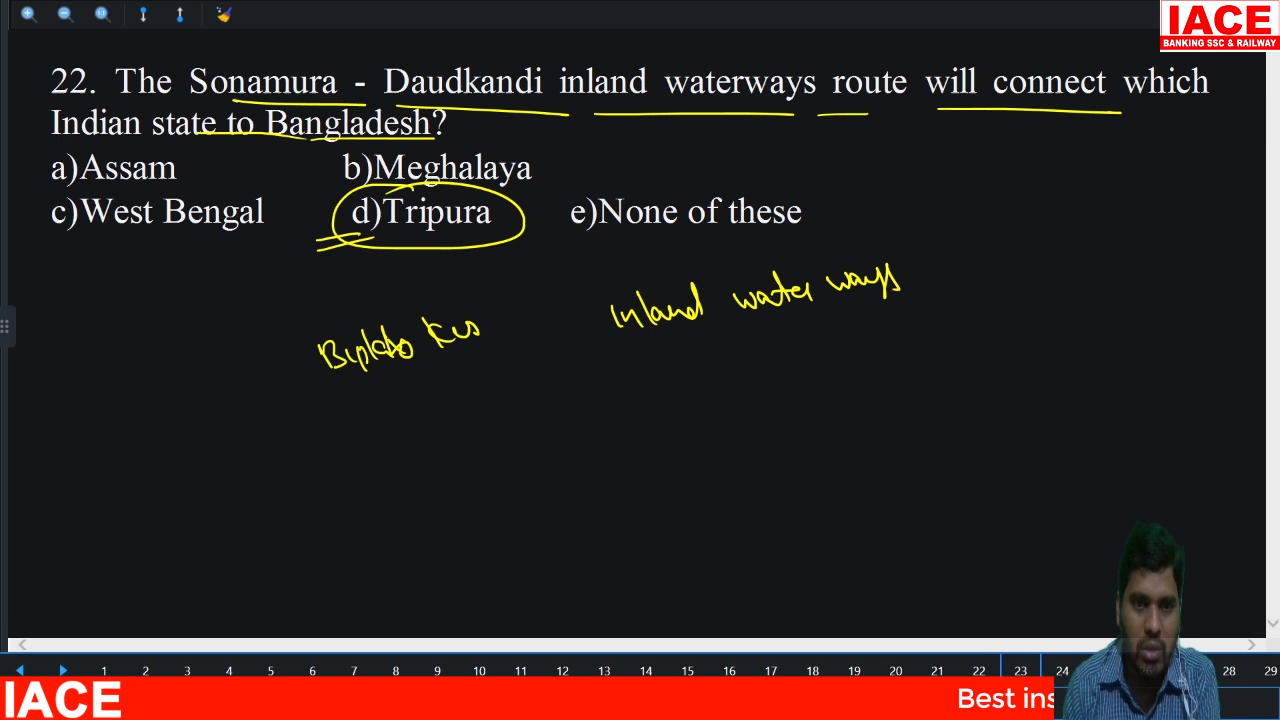 IACE
BANKING SSC & RAILWAY
22. The Sonamura - Daudkandi inland waterways route will connect which
Indian state to Bangladesh?
a)Assam b)Meghalaya
c)West Bengal d)Tripura e)None of these
Inland water ways
1 2 3 4 5 6 7 8 9 10 11 12 13 14 15 16 17 18 19 20 21 22 23 24 28 29
IACE
Best ins